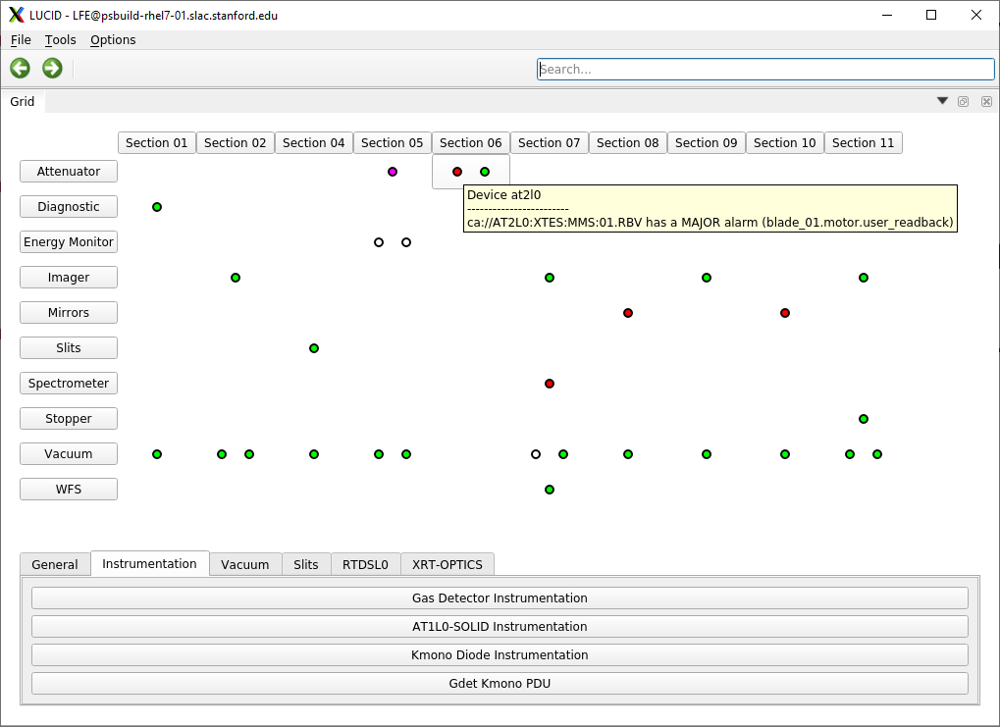 LUCID - LFE@psbuild-rhel7-01.slac.stanford.edu
File Tools Options
Search...
Grid
Section 01 Section 02 Section 04 Section 05 Section 06 Section 07 Section 08 Section 09 Section 10 Section 11
Attenuator
Device at2l0
------------------------
ca://AT2L0:XTES:MMS:01.RBV has a MAJOR alarm (blade_01.motor.user_readback)
Diagnostic
Energy Monitor
Imager
Mirrors
Slits
Spectrometer
Stopper
Vacuum
WFS
General Instrumentation Vacuum Slits RTDSL0 XRT-OPTICS
Gas Detector Instrumentation
AT1L0-SOLID Instrumentation
Kmono Diode Instrumentation
Gdet Kmono PDU